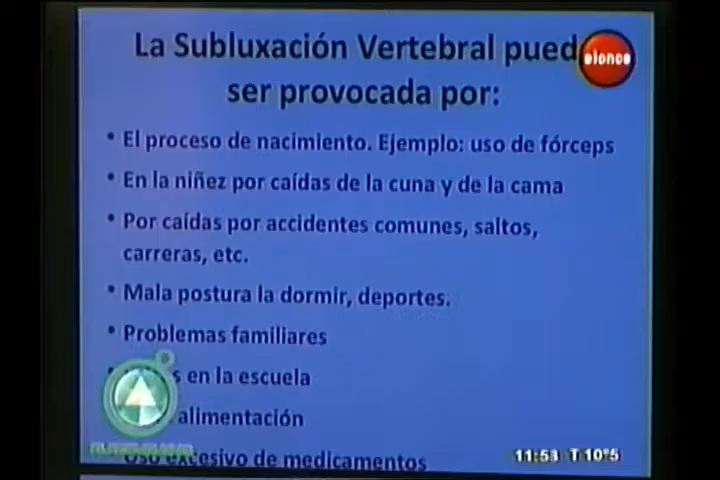 La Subluxación Vertebral pued
elonce
ser provocada por:
• El proceso de nacimiento. Ejemplo: uso de fórceps
• En la niñez por caídas de la cuna y de la cama
• Por caídas por accidentes comunes, saltos,
carreras, etc.
• Mala postura la dormir, deportes.
• Problemas familiares
en la escuela
alimentación
Uso excesivo de medicamentos
11:53 T 10°5